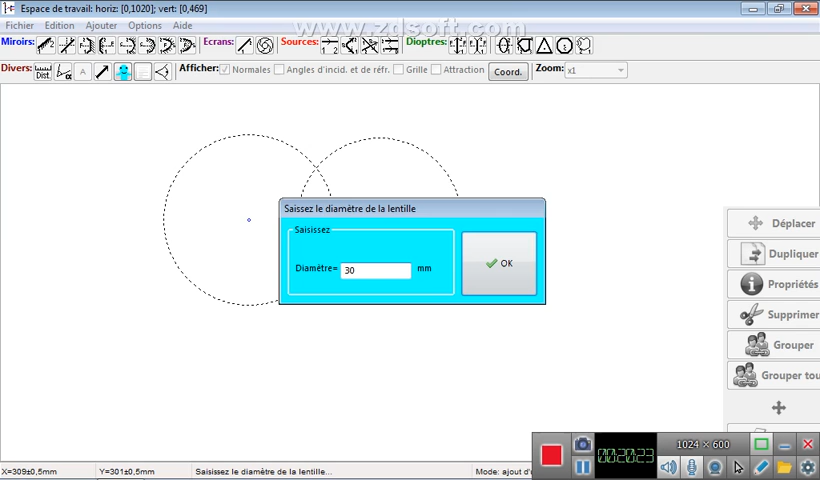 Espace de travail: horiz: [0,1020]; vert: [0,469]
www.zdsoft.com
Fichier Edition Ajouter Options Aide
Miroirs: Ecrans: Sources: Dioptres:
Divers: Dist. A Afficher: Normales Angles d'incid. et de réfr. Grille Attraction Coord. Zoom: x1
Saissez le diamètre de la lentille
Saisissez
Diamètre= 30 mm
OK
Déplacer
Dupliquer
Propriétés
Supprimer
Grouper
Grouper tou
1024 × 600
00:20:23
X=309±0,5mm Y=301±0,5mm Saisissez le diamètre de la lentille... Mode: ajout d'